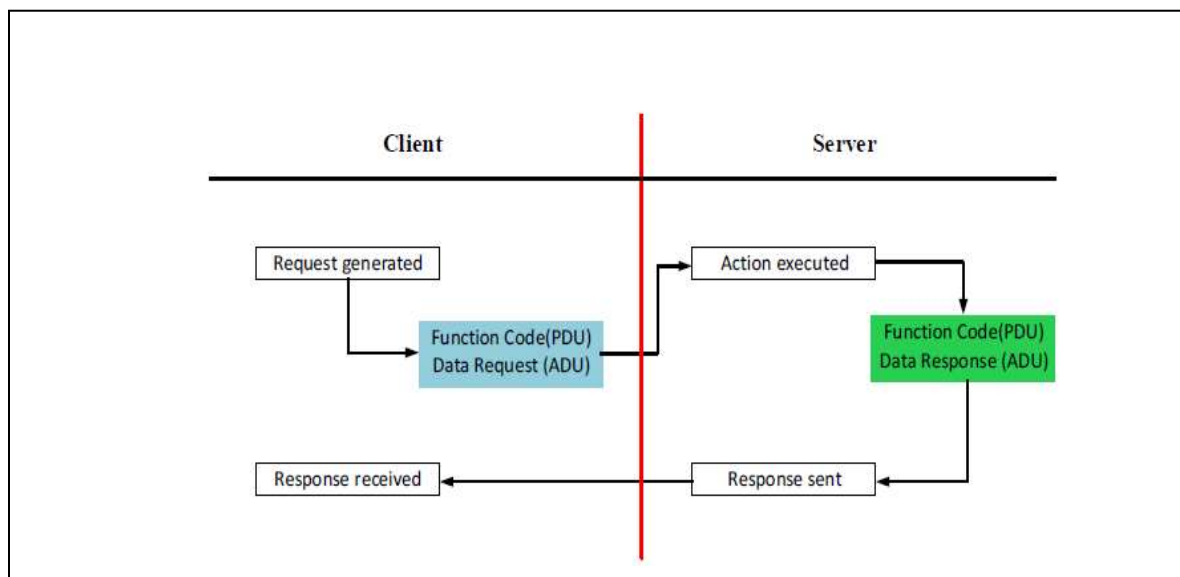 Client
Server
Request generated
Action executed
Function Code(PDU)
Data Request (ADU)
Function Code(PDU)
Data Response (ADU)
Response received
Response sent